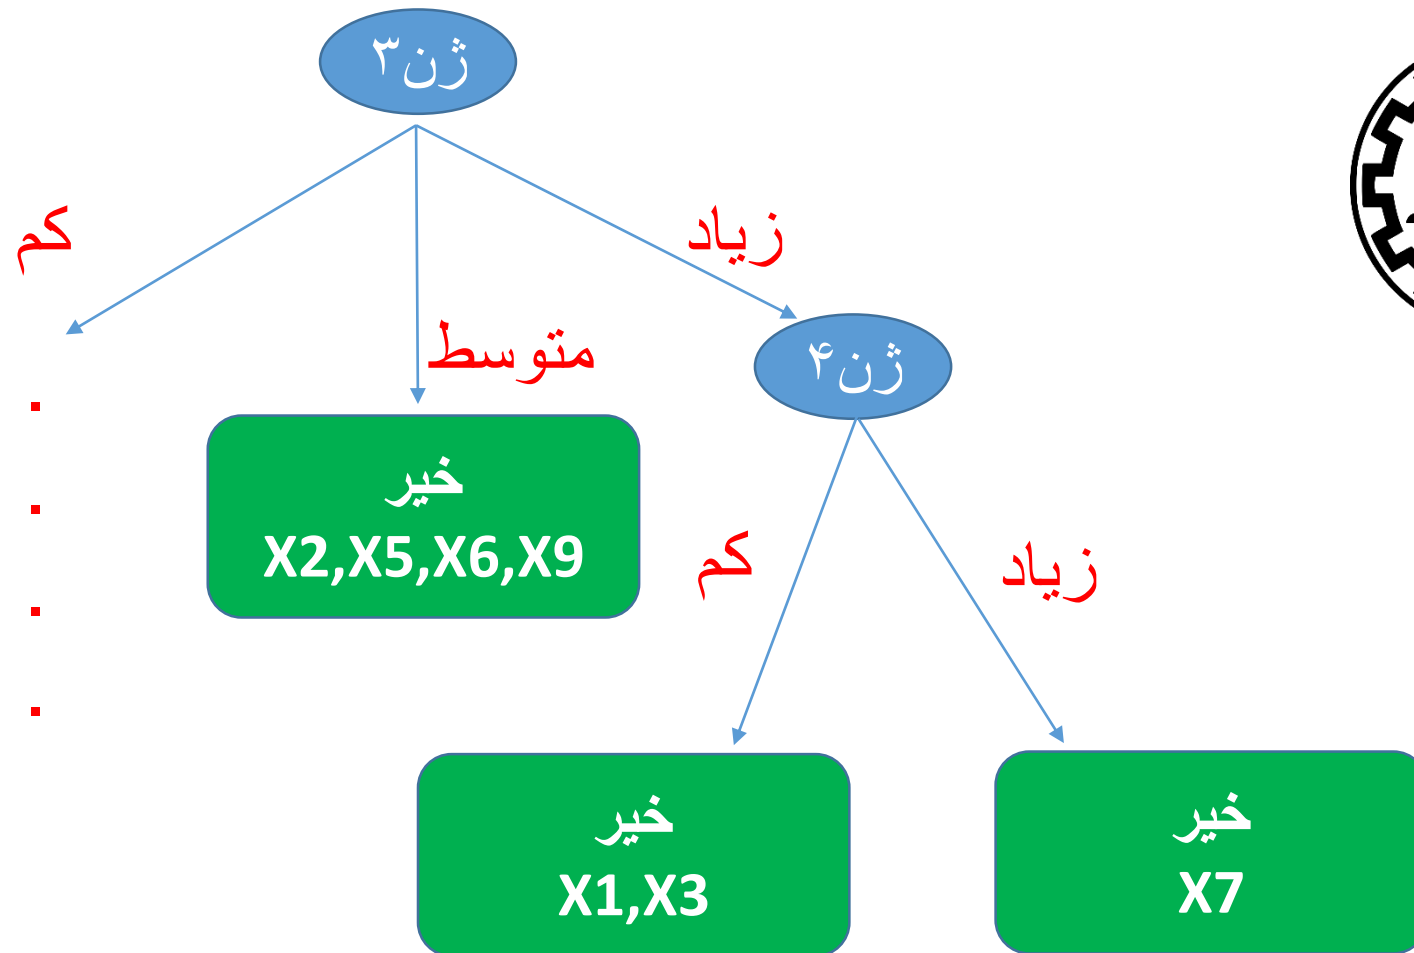 ژن۳
کم
زیاد
متوسط
ژن۴
خیر
X2,X5,X6,X9
کم
زیاد
خیر
X1,X3
خیر
X7